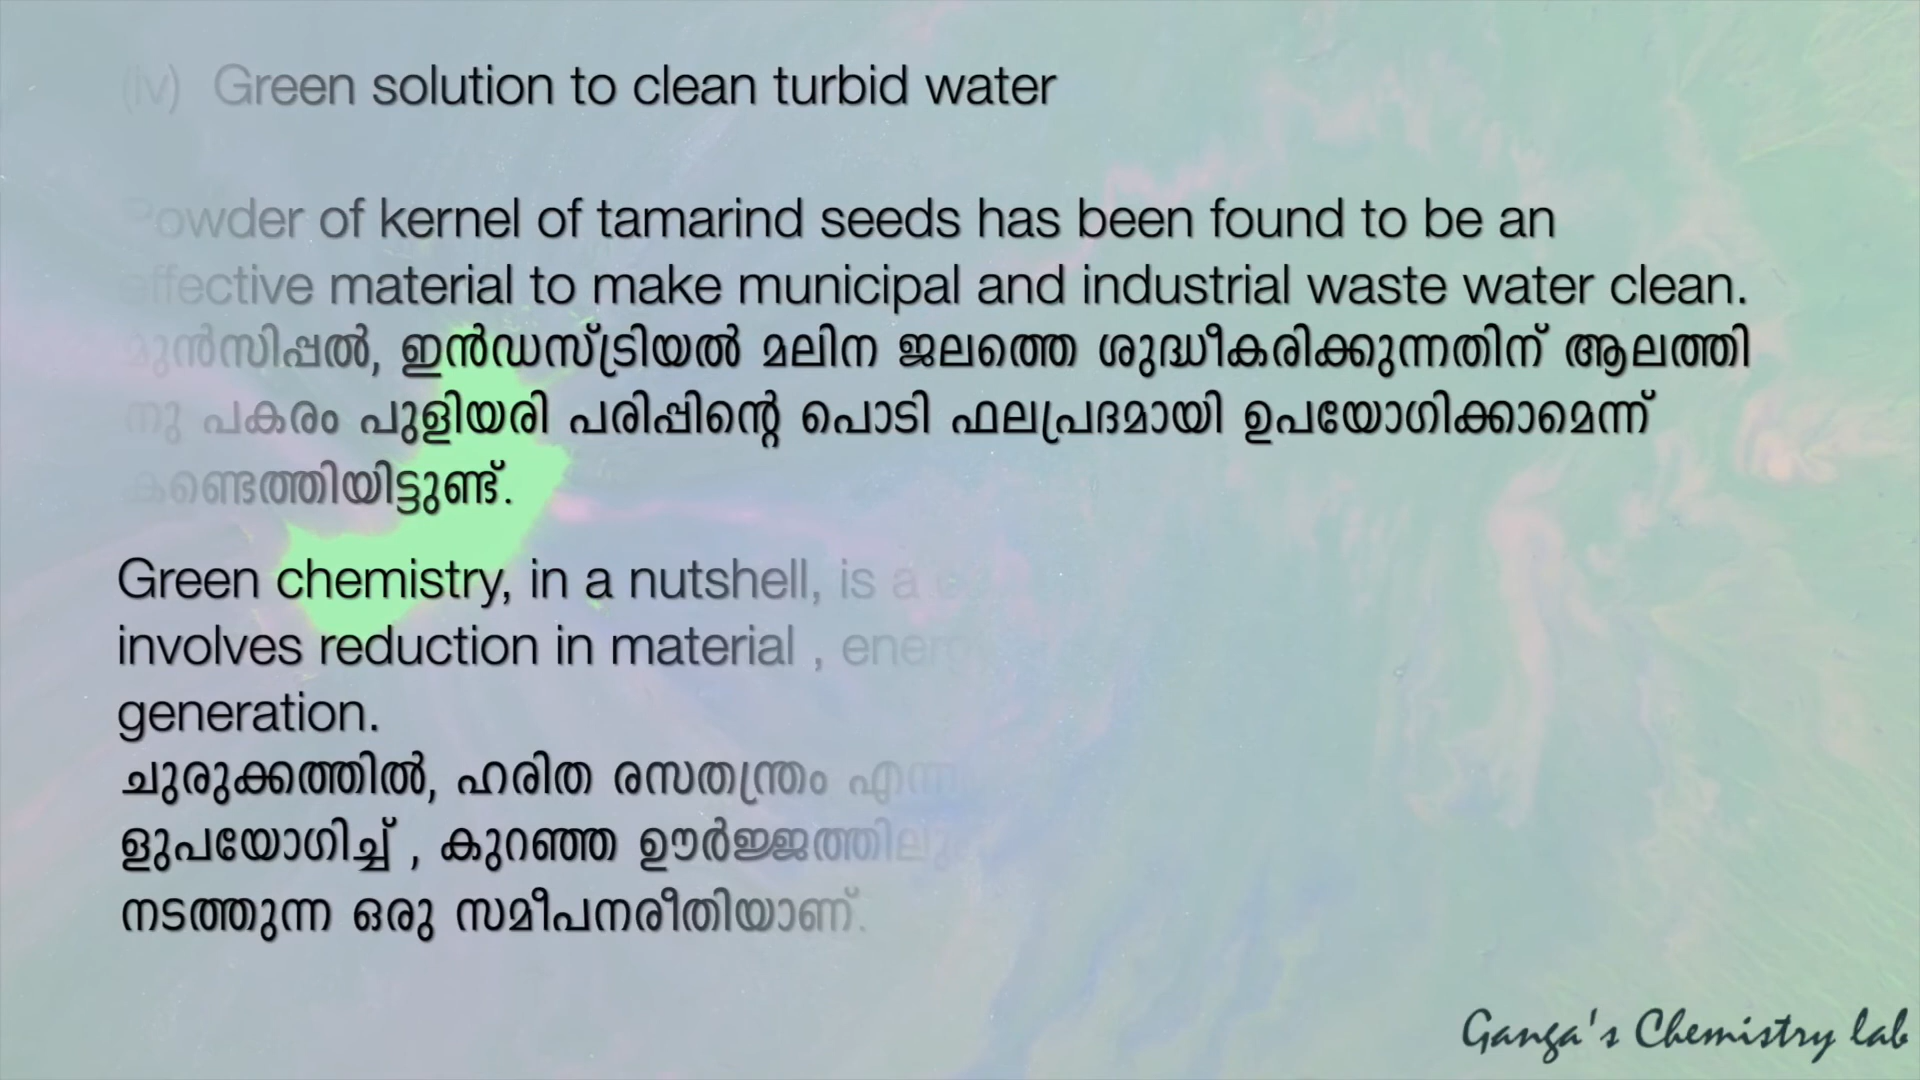 (iv) Green solution to clean turbid water
Powder of kernel of tamarind seeds has been found to be an
effective material to make municipal and industrial waste water clean.
മുൻസിപ്പൽ, ഇൻഡസ്ട്രിയൽ മലിന ജലത്തെ ശുദ്ധീകരിക്കുന്നതിന് ആലത്തി
നു പകരം പുളിയരി പരിപ്പിന്റെ പൊടി ഫലപ്രദമായി ഉപയോഗിക്കാമെന്ന്
കണ്ടെത്തിയിട്ടുണ്ട്.
Green chemistry, in a nutshell, is a
involves reduction in material ,
generation.
ചുരുക്കത്തിൽ, ഹരിത രസതന്ത്രം
ളുപയോഗിച്ച് , കുറഞ്ഞ
നടത്തുന്ന ഒരു സമീപനരീതിയാണ്.
Ganga's Chemistry lab